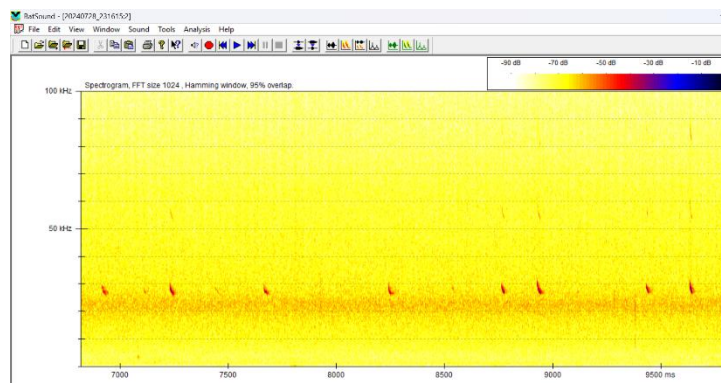 BatSound - [20240728_231615:2]
File Edit View Window Sound Tools Analysis Help
-90 dB -70 dB -50 dB -30 dB -10 dB
Spectrogram, FFT size 1024 , Hamming window, 95% overlap.
100 kHz
50 kHz
7000 7500 8000 8500 9000 9500 ms